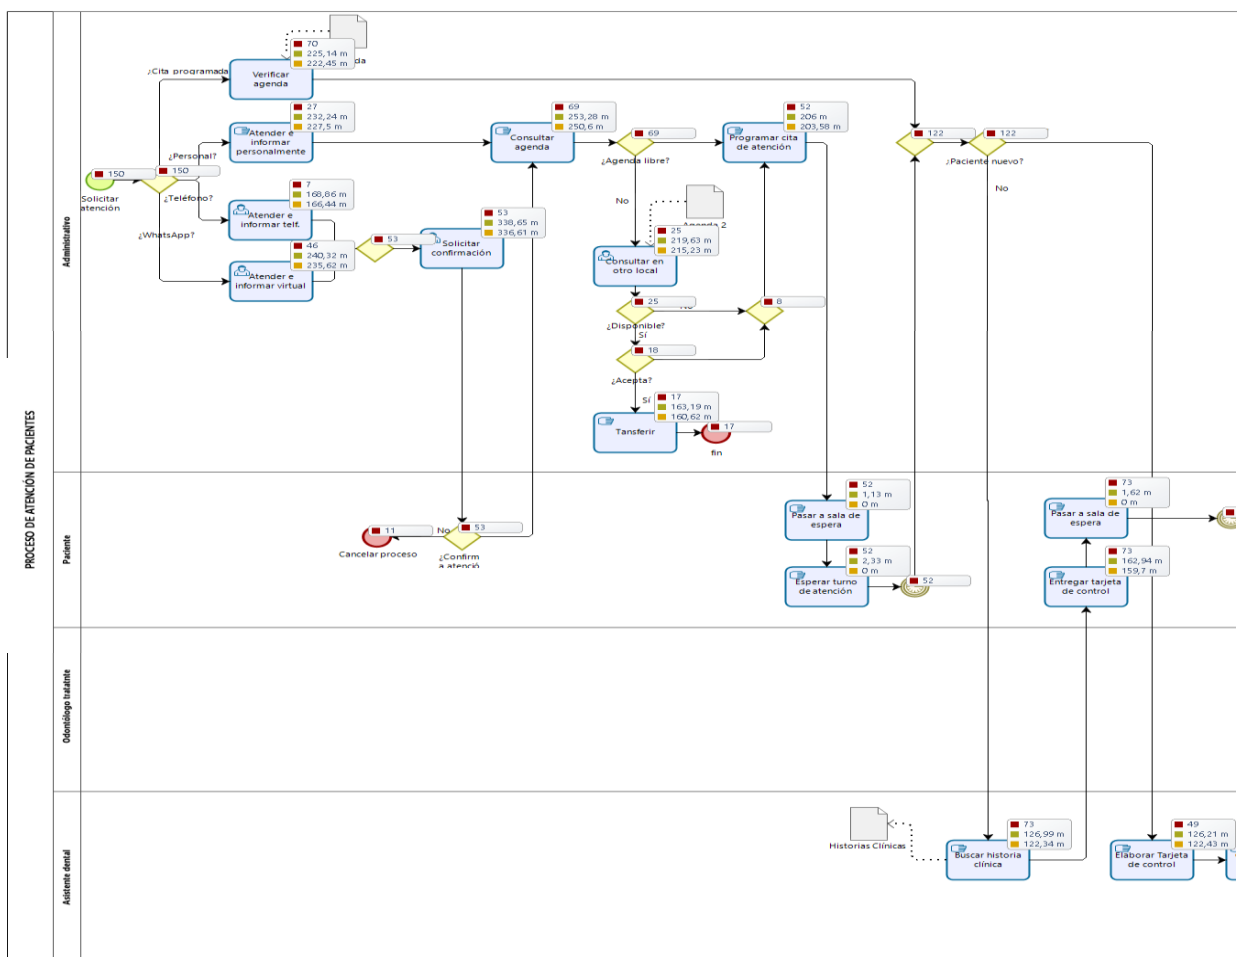 PROCESO DE ATENCIÓN DE PACIENTES
Administrativo
Paciente
Odontólogo tratatnte
Asistente dental
70
225,14 m
222,45 m
da
¿Cita programada
Verificar
agenda
27
232,24 m
227,5 m
Atender e
informar
personalmente
¿Personal?
150
150
Solicitar
atención
¿Teléfono?
7
168,86 m
166,44 m
Atender e
informar telf.
¿WhatsApp?
46
240,32 m
235,62 m
Atender e
informar virtual
53
53
338,65 m
336,61 m
Solicitar
confirmación
69
253,28 m
250,6 m
Consultar
agenda
69
¿Agenda libre?
No
52
206 m
203,58 m
Programar cita
de atención
122
122
¿Paciente nuevo?
No
Agenda 2
25
219,63 m
215,23 m
Consultar en
otro local
25
No
¿Disponible?
Sí
8
18
¿Acepta?
Sí
17
163,19 m
160,62 m
Tansferir
17
fin
11
Cancelar proceso
No
53
¿Confirm
a atenció
52
1,13 m
0 m
Pasar a sala de
espera
52
2,33 m
0 m
Esperar turno
de atención
52
73
1,62 m
0 m
Pasar a sala de
espera
73
162,94 m
159,7 m
Entregar tarjeta
de control
Historias Clínicas
73
126,99 m
122,34 m
Buscar historia
clínica
49
126,21 m
122,43 m
Elaborar Tarjeta
de control